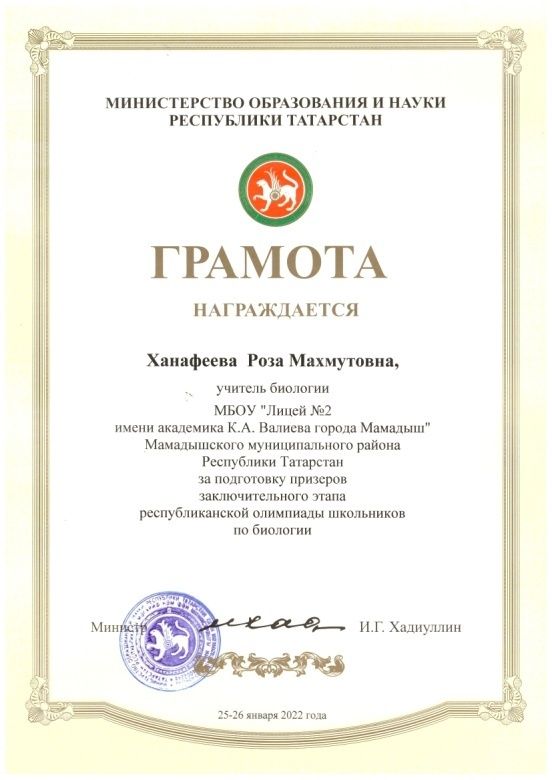 МИНИСТЕРСТВО ОБРАЗОВАНИЯ И НАУКИ
РЕСПУБЛИКИ ТАТАРСТАН
ГРАМОТА
НАГРАЖДАЕТСЯ
Ханафеева Роза Махмутовна,
учитель биологии
МБОУ "Лицей №2
имени академика К.А. Валиева города Мамадыш"
Мамадышского муниципального района
Республики Татарстан
за подготовку призеров
заключительного этапа
республиканской олимпиады школьников
по биологии
Министр И.Г. Хадиуллин
25-26 января 2022 года